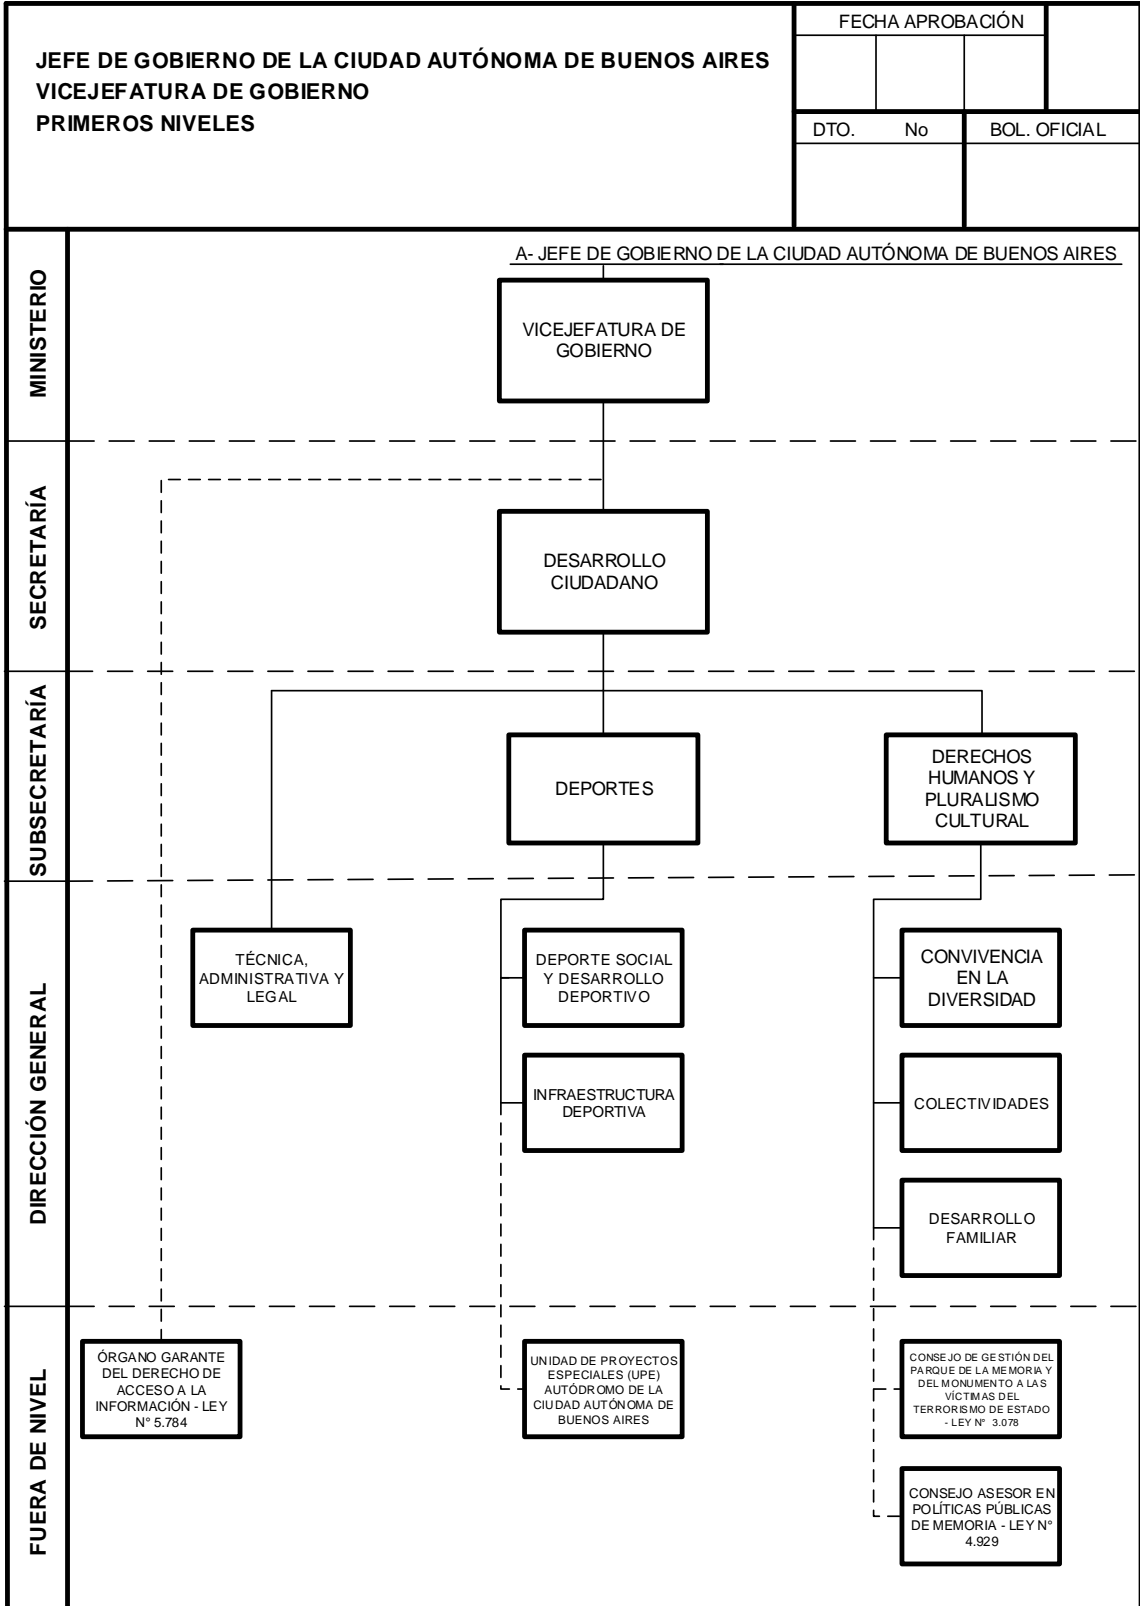 JEFE DE GOBIERNO DE LA CIUDAD AUTÓNOMA DE BUENOS AIRES
VICEJEFATURA DE GOBIERNO
PRIMEROS NIVELES
FECHA APROBACIÓN
DTO. No
BOL. OFICIAL
MINISTERIO
A- JEFE DE GOBIERNO DE LA CIUDAD AUTÓNOMA DE BUENOS AIRES
VICEJEFATURA DE
GOBIERNO
SECRETARÍA
DESARROLLO
CIUDADANO
SUBSECRETARÍA
DEPORTES
DERECHOS
HUMANOS Y
PLURALISMO
CULTURAL
DIRECCIÓN GENERAL
TÉCNICA,
ADMINISTRATIVA Y
LEGAL
DEPORTE SOCIAL
Y DESARROLLO
DEPORTIVO
CONVIVENCIA
EN LA
DIVERSIDAD
INFRAESTRUCTURA
DEPORTIVA
COLECTIVIDADES
DESARROLLO
FAMILIAR
FUERA DE NIVEL
ÓRGANO GARANTE
DEL DERECHO DE
ACCESO A LA
INFORMACIÓN - LEY
N° 5.784
UNIDAD DE PROYECTOS
ESPECIALES (UPE)
AUTÓDROMO DE LA
CIUDAD AUTÓNOMA DE
BUENOS AIRES
CONSEJO DE GESTIÓN DEL
PARQUE DE LA MEMORIA Y
DEL MONUMENTO A LAS
VÍCTIMAS DEL
TERRORISMO DE ESTADO
- LEY N° 3.078
CONSEJO ASESOR EN
POLÍTICAS PÚBLICAS
DE MEMORIA - LEY N°
4.929